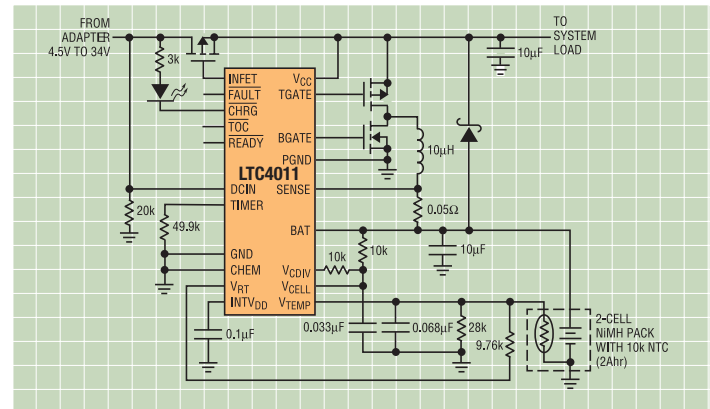 FROM
ADAPTER
4.5V TO 34V
TO
SYSTEM
LOAD
3k
10µF
INFET
FAULT
CHRG
TOC
READY
VCC
TGATE
BGATE
PGND
LTC4011
10µH
DCIN
SENSE
TIMER
0.05Ω
20k
49.9k
BAT
10k
10µF
GND
CHEM
VRT
INTVDD
10k
VCDIV
VCELL
VTEMP
0.1µF
0.033µF
0.068µF
28k
9.76k
2-CELL
NiMH PACK
WITH 10k NTC
(2Ahr)